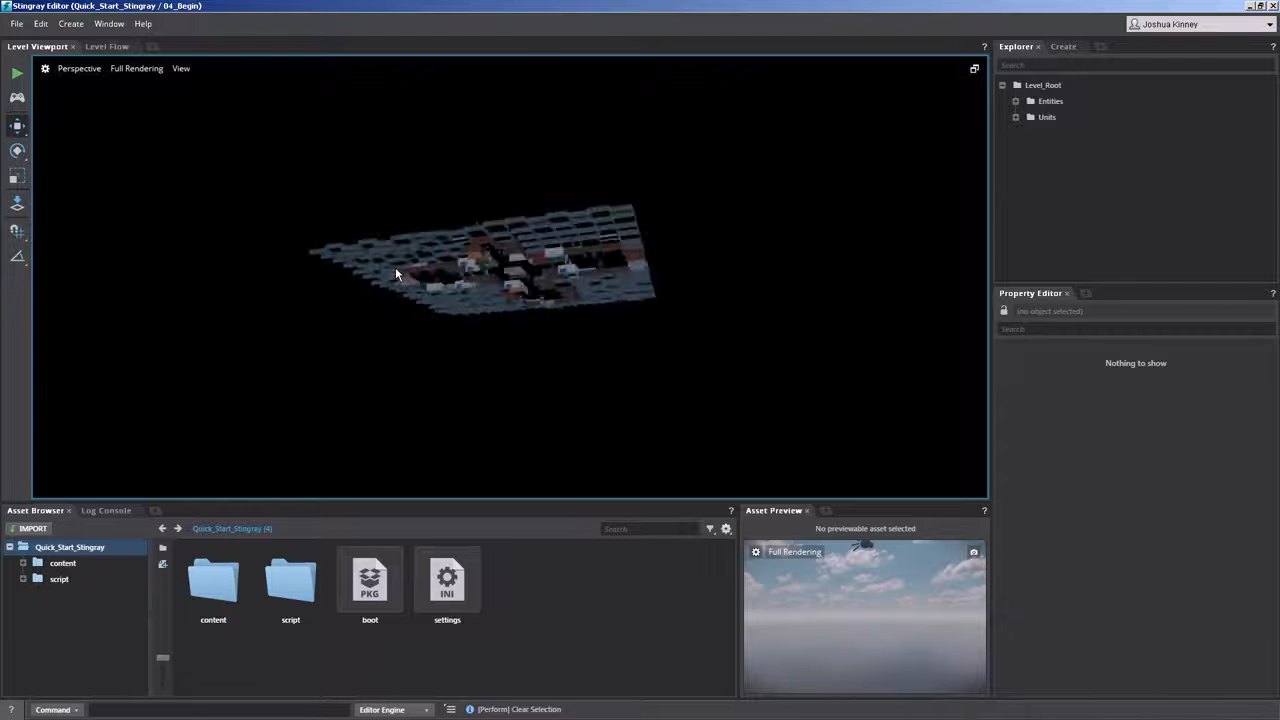 Stingray Editor (Quick_Start_Stingray / 04_Begin)
File Edit Create Window Help
Joshua Kinney
Level Viewport × Level Flow
?
Explorer × Create
?
Perspective Full Rendering View
Search
Level_Root
Entities
Units
Property Editor ×
?
(no object selected)
Search
Nothing to show
Asset Browser × Log Console
?
Asset Preview ×
?
IMPORT
Quick_Start_Stingray (4)
Search
No previewable asset selected
Quick_Start_Stingray
content
script
PKG
INI
content
script
boot
settings
Full Rendering
?
Command
Editor Engine
[Perform] Clear Selection